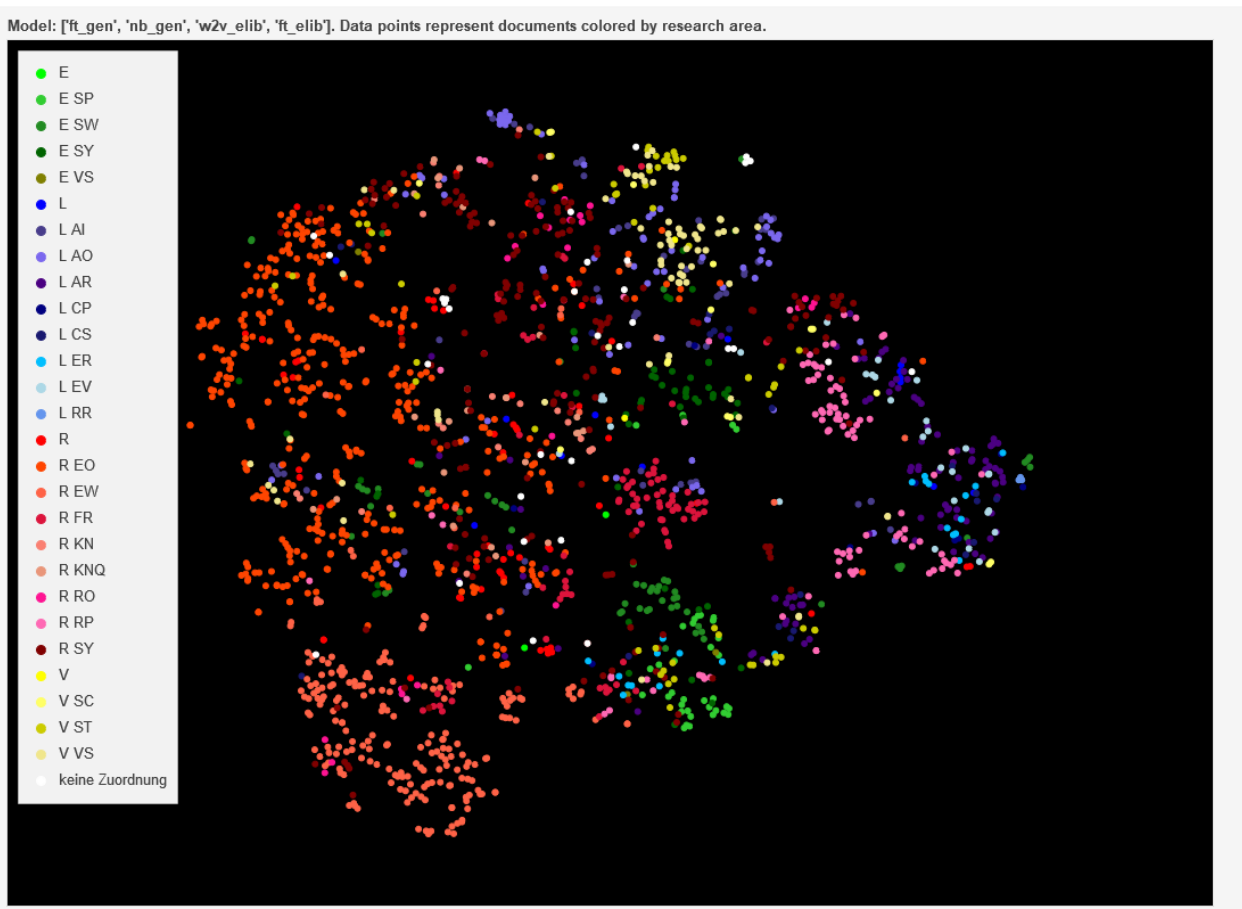 Model: ['ft_gen', 'nb_gen', 'w2v_elib', 'ft_elib']. Data points represent documents colored by research area.
E
E SP
E SW
E SY
E VS
L
L AI
L AO
L AR
L CP
L CS
L ER
L EV
L RR
R
R EO
R EW
R FR
R KN
R KNQ
R RO
R RP
R SY
V
V SC
V ST
V VS
keine Zuordnung